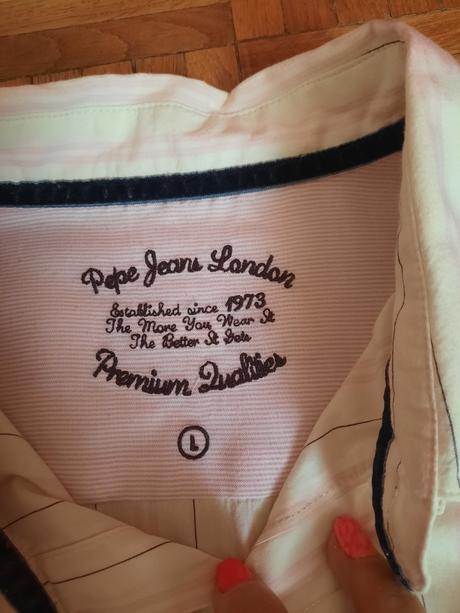 Pepe Jeans London
Established since 1973
The More You Wear It
The Better It Gets
Premium Qualities
L